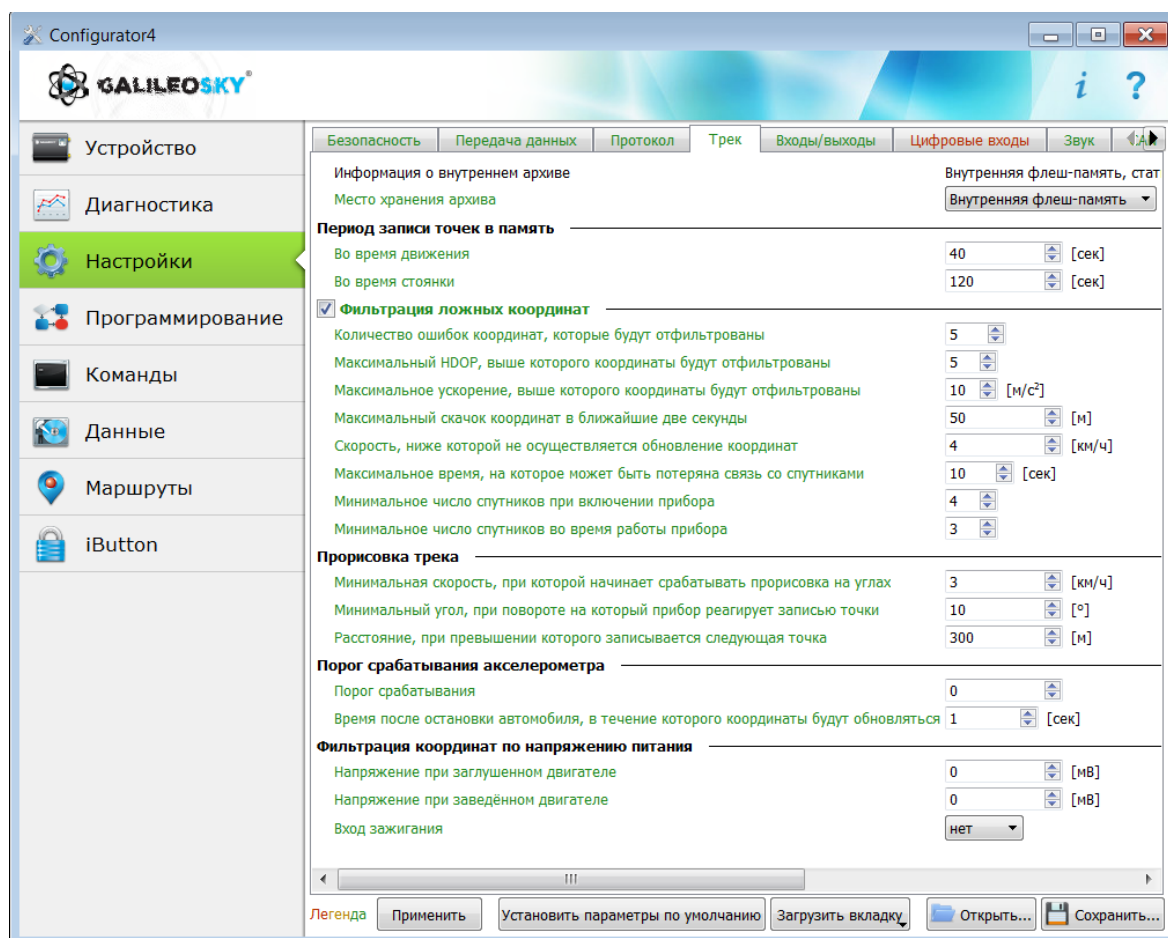 Configurator4
GALILEOSKY®
i ?
Устройство
Диагностика
Настройки
Программирование
Команды
Данные
Маршруты
iButton
Безопасность Передача данных Протокол Трек Входы/выходы Цифровые входы Звук
Информация о внутреннем архиве Внутренняя флеш-память, стат
Место хранения архива Внутренняя флеш-память
Период записи точек в память
Во время движения 40 [сек]
Во время стоянки 120 [сек]
Фильтрация ложных координат
Количество ошибок координат, которые будут отфильтрованы 5
Максимальный HDOP, выше которого координаты будут отфильтрованы 5
Максимальное ускорение, выше которого координаты будут отфильтрованы 10 [м/с²]
Максимальный скачок координат в ближайшие две секунды 50 [м]
Скорость, ниже которой не осуществляется обновление координат 4 [км/ч]
Максимальное время, на которое может быть потеряна связь со спутниками 10 [сек]
Минимальное число спутников при включении прибора 4
Минимальное число спутников во время работы прибора 3
Прорисовка трека
Минимальная скорость, при которой начинает срабатывать прорисовка на углах 3 [км/ч]
Минимальный угол, при повороте на который прибор реагирует записью точки 10 [°]
Расстояние, при превышении которого записывается следующая точка 300 [м]
Порог срабатывания акселерометра
Порог срабатывания 0
Время после остановки автомобиля, в течение которого координаты будут обновляться 1 [сек]
Фильтрация координат по напряжению питания
Напряжение при заглушенном двигателе 0 [мВ]
Напряжение при заведённом двигателе 0 [мВ]
Вход зажигания нет
Легенда Применить Установить параметры по умолчанию Загрузить вкладку Открыть... Сохранить...